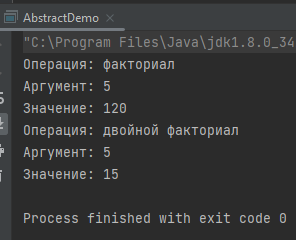 AbstractDemo
"C:\Program Files\Java\jdk1.8.0_34
Операция: факториал
Аргумент: 5
Значение: 120
Операция: двойной факториал
Аргумент: 5
Значение: 15
Process finished with exit code 0